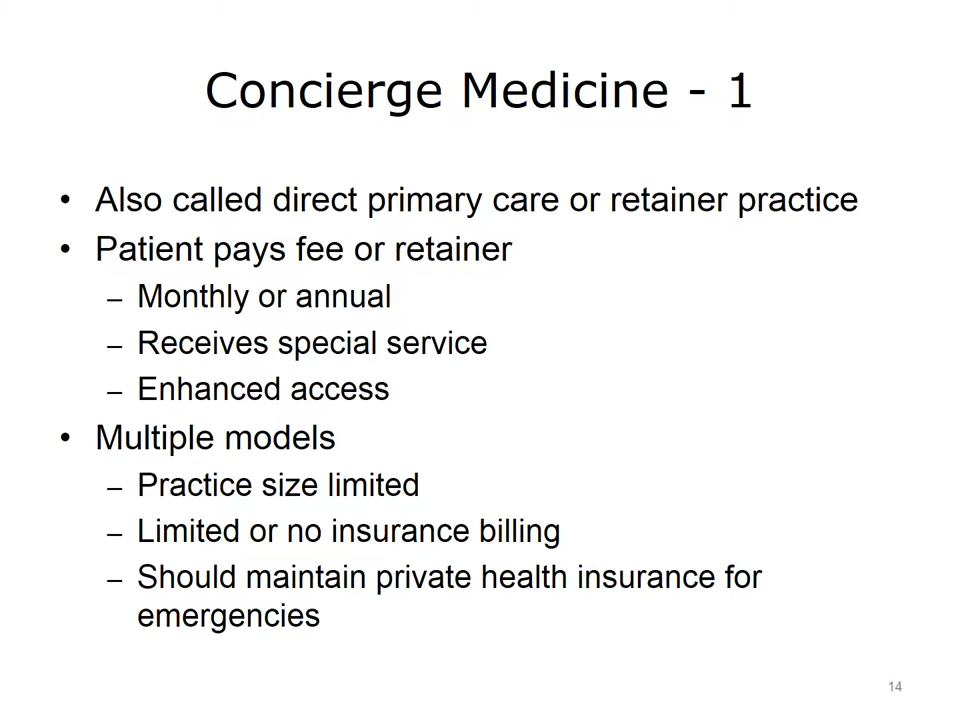 Concierge Medicine - 1
• Also called direct primary care or retainer practice
• Patient pays fee or retainer
– Monthly or annual
– Receives special service
– Enhanced access
• Multiple models
– Practice size limited
– Limited or no insurance billing
– Should maintain private health insurance for
emergencies
14